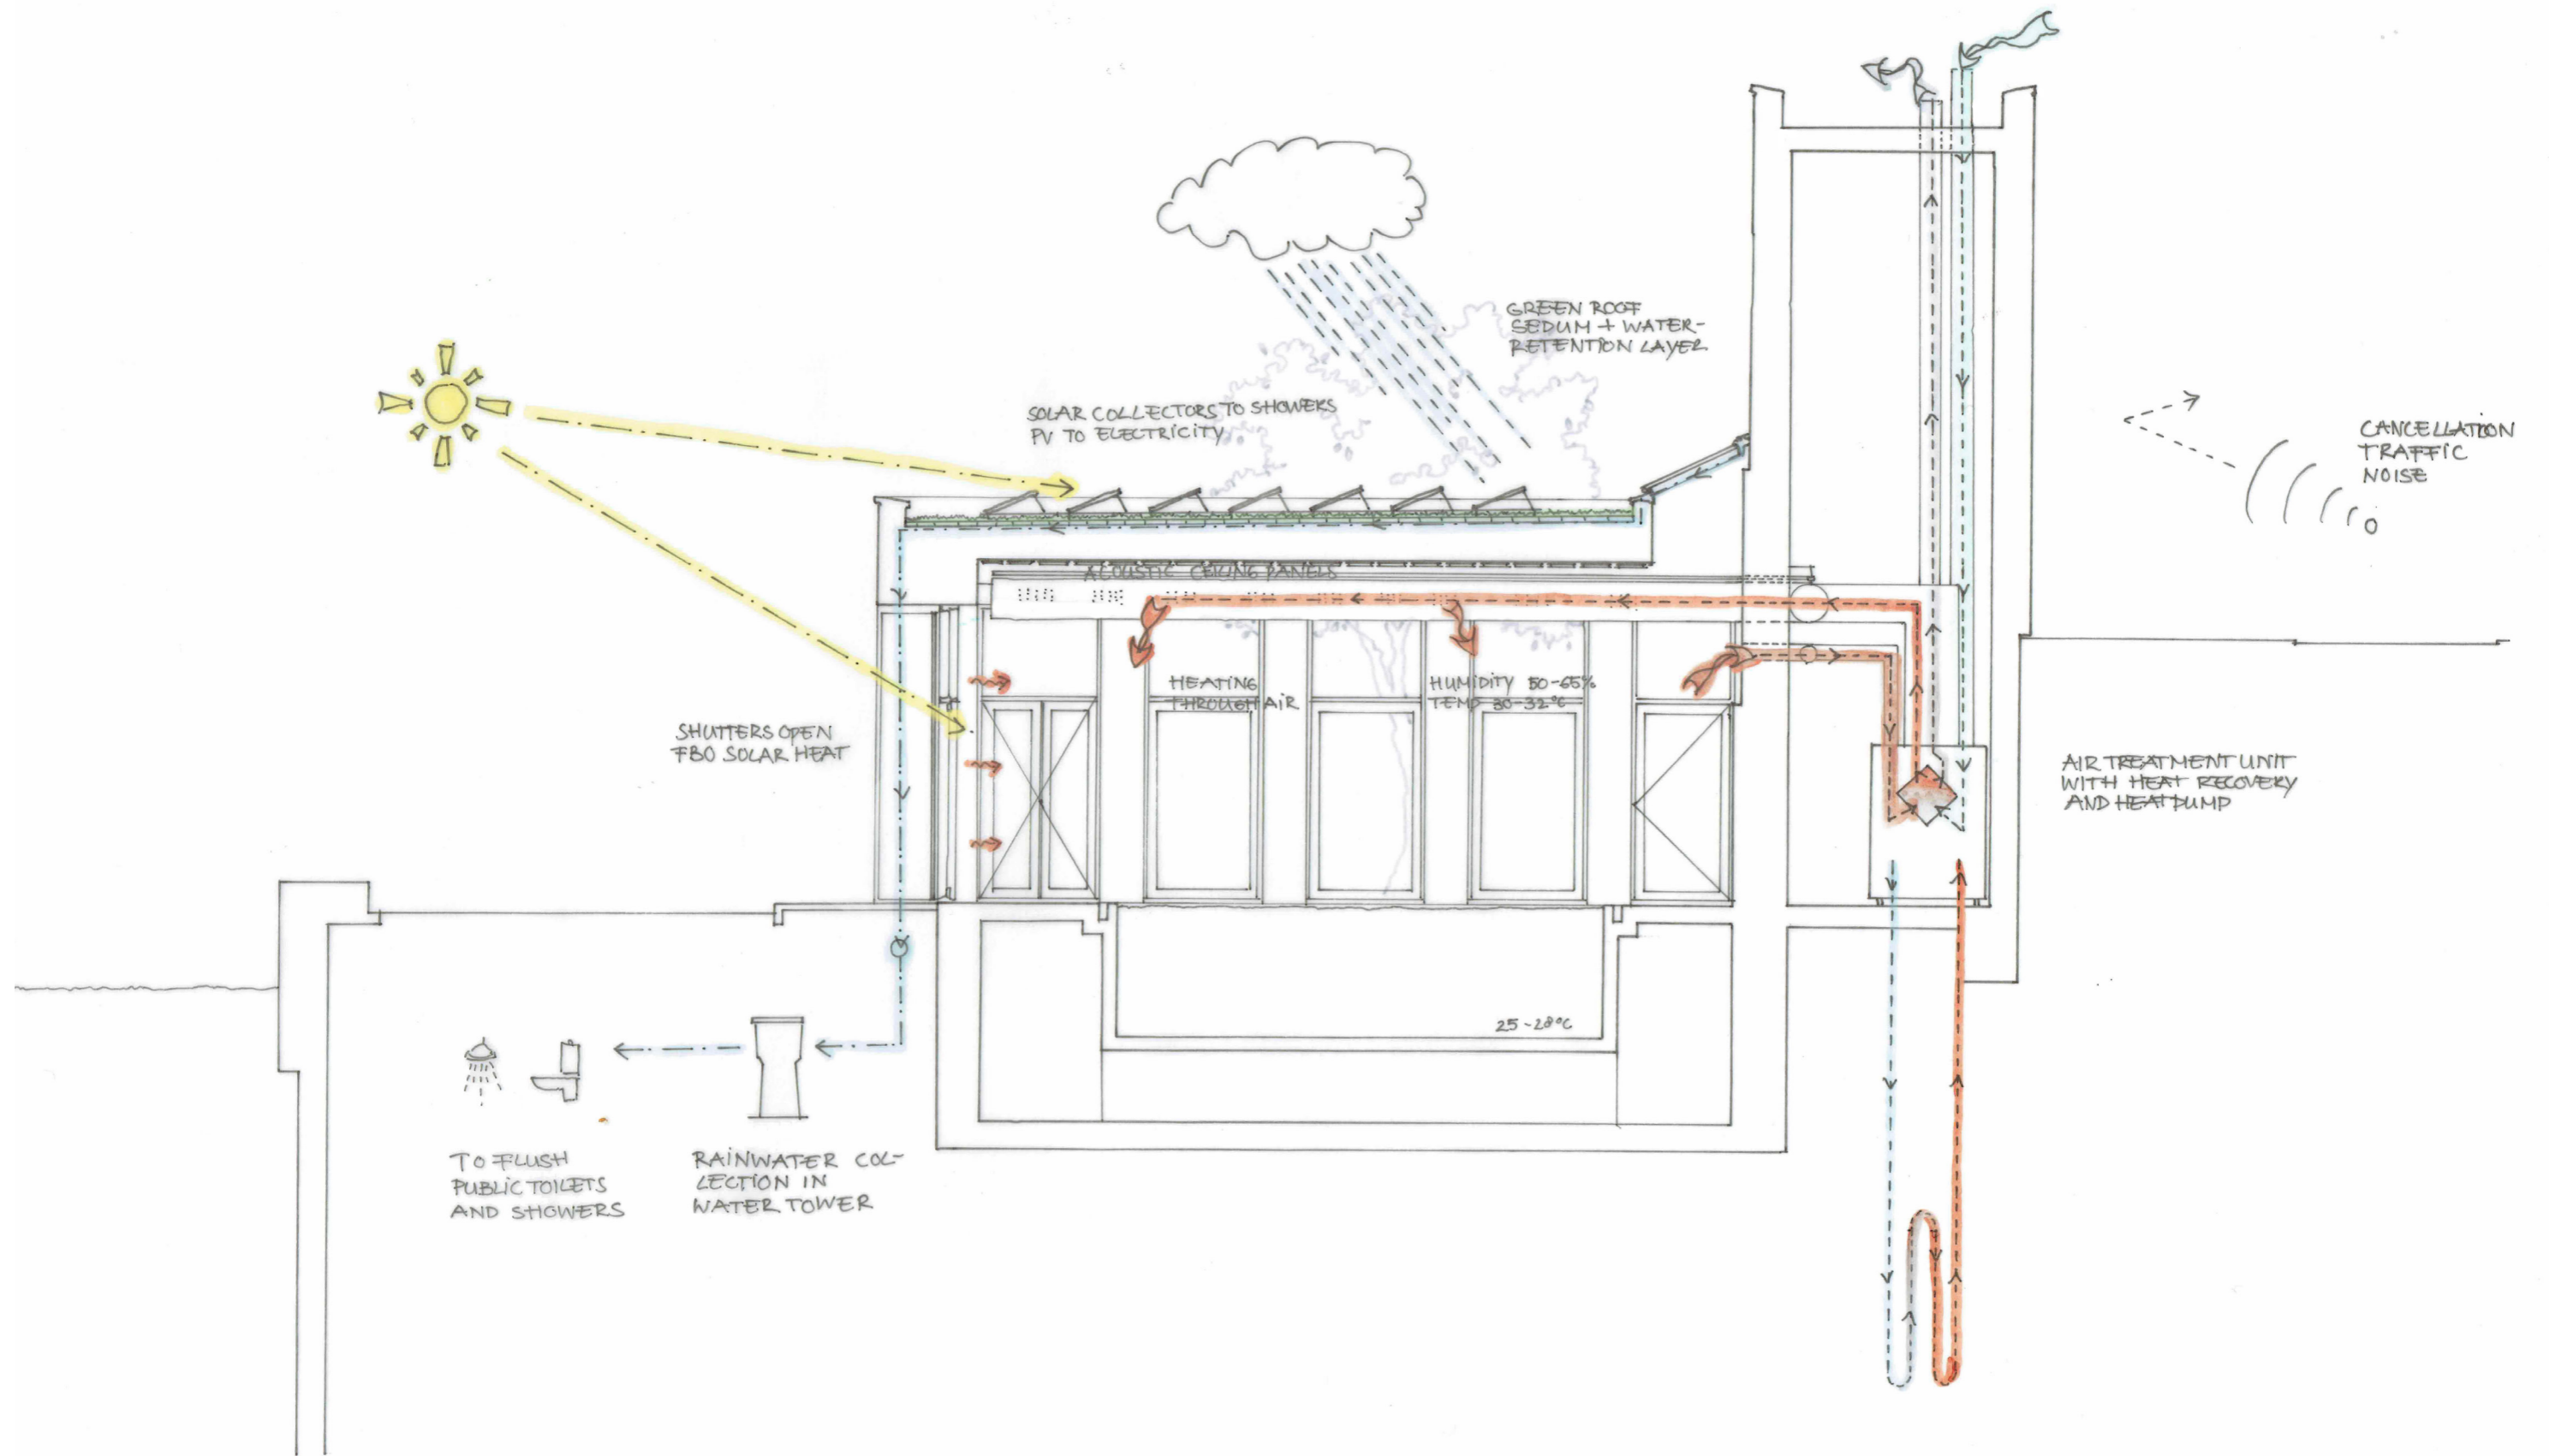 GREEN ROOF
SEDUM + WATER-
RETENTION LAYER
SOLAR COLLECTORS TO SHOWERS
PV TO ELECTRICITY
CANCELLATION
TRAFFIC
NOISE
ACOUSTIC CEILING PANELS
HEATING
THROUGH AIR
HUMIDITY 50-65%
TEMP 30-32°C
SHUTTERS OPEN
FBO SOLAR HEAT
AIR TREATMENT UNIT
WITH HEAT RECOVERY
AND HEATPUMP
25-28°C
TO FLUSH
PUBLIC TOILETS
AND SHOWERS
RAINWATER COL-
LECTION IN
WATER TOWER